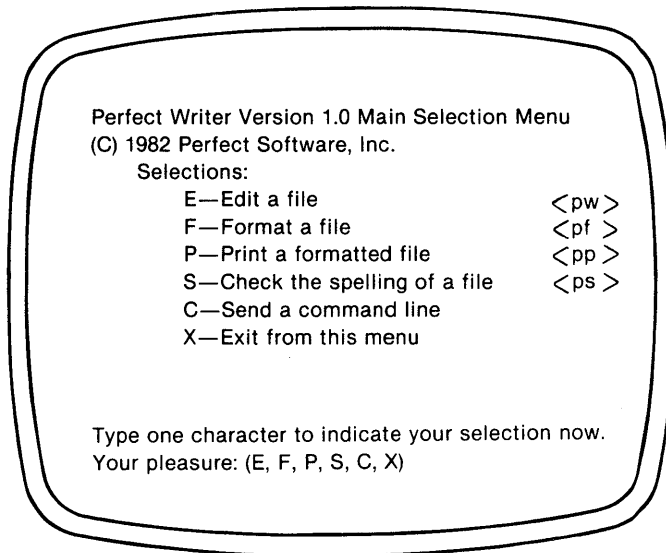 Perfect Writer Version 1.0 Main Selection Menu
(C) 1982 Perfect Software, Inc.
Selections:
E—Edit a file <pw>
F—Format a file <pf >
P—Print a formatted file <pp>
S—Check the spelling of a file <ps>
C—Send a command line
X—Exit from this menu
Type one character to indicate your selection now.
Your pleasure: (E, F, P, S, C, X)